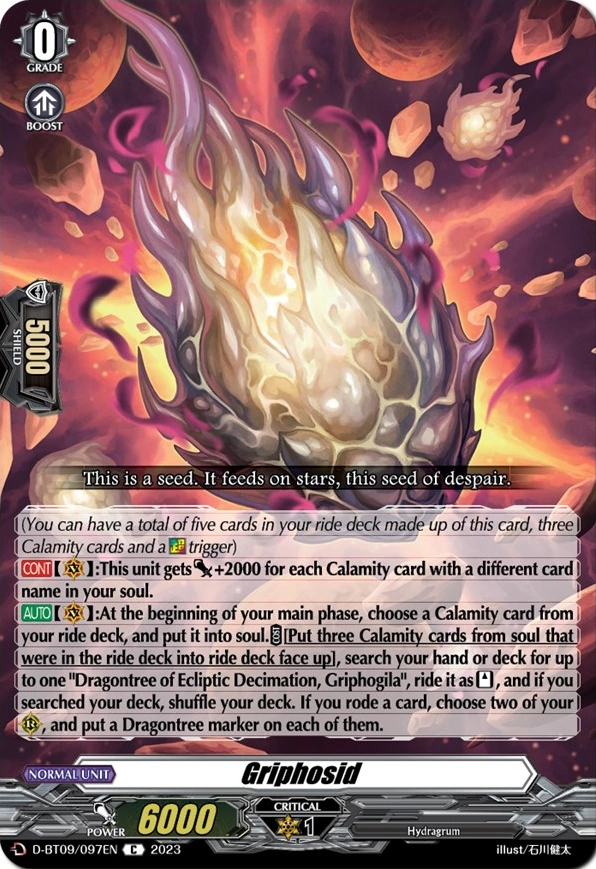 0
GRADE
BOOST
5000
SHIELD
This is a seed. It feeds on stars, this seed of despair.
(You can have a total of five cards in your ride deck made up of this card, three
Calamity cards and a trigger)
CONT【 】:This unit gets +2000 for each Calamity card with a different card
name in your soul.
AUTO【 】:At the beginning of your main phase, choose a Calamity card from
your ride deck, and put it into soul. COST [Put three Calamity cards from soul that
were in the ride deck into ride deck face up], search your hand or deck for up
to one "Dragontree of Ecliptic Decimation, Griphogila", ride it as , and if you
searched your deck, shuffle your deck. If you rode a card, choose two of your
R, and put a Dragontree marker on each of them.
NORMAL UNIT
Griphosid
POWER 6000
CRITICAL
1
Hydragrum
D-BT09/097EN C 2023
illust/石川健太